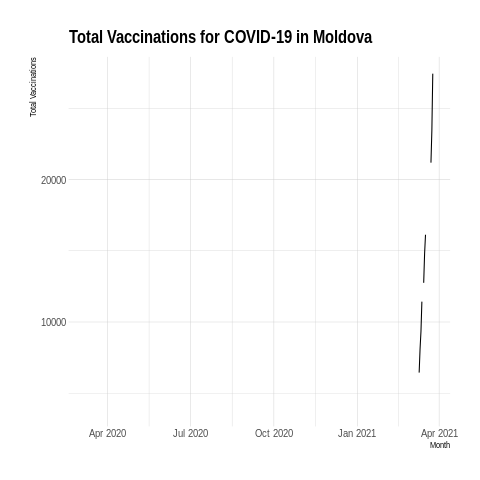 Total Vaccinations for COVID-19 in Moldova
Total Vaccinations
20000
10000
Apr 2020
Jul 2020
Oct 2020
Jan 2021
Apr 2021
Month